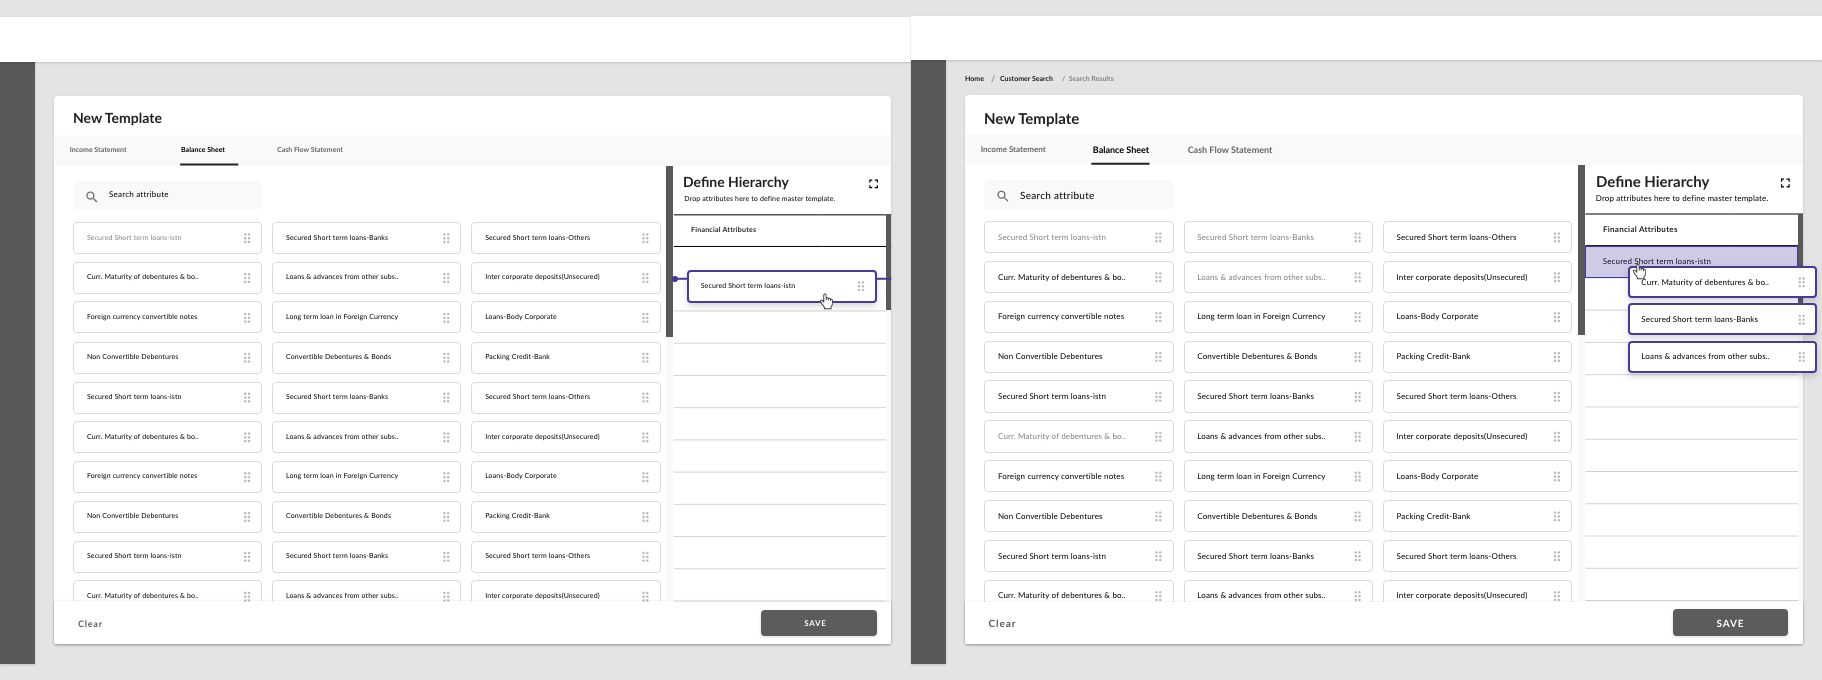 New Template
Income Statement Balance Sheet Cash Flow Statement
Search attribute
Secured Short term loans-istn Secured Short term loans-Banks Secured Short term loans-Others
Curr. Maturity of debentures & bo.. Loans & advances from other subs.. Inter corporate deposits(Unsecured)
Foreign currency convertible notes Long term loan in Foreign Currency Loans-Body Corporate
Non Convertible Debentures Convertible Debentures & Bonds Packing Credit-Bank
Secured Short term loans-istn Secured Short term loans-Banks Secured Short term loans-Others
Curr. Maturity of debentures & bo.. Loans & advances from other subs.. Inter corporate deposits(Unsecured)
Foreign currency convertible notes Long term loan in Foreign Currency Loans-Body Corporate
Non Convertible Debentures Convertible Debentures & Bonds Packing Credit-Bank
Secured Short term loans-istn Secured Short term loans-Banks Secured Short term loans-Others
Curr. Maturity of debentures & bo.. Loans & advances from other subs.. Inter corporate deposits(Unsecured)
Define Hierarchy
Drop attributes here to define master template.
Financial Attributes
Secured Short term loans-istn
Clear SAVE
Home / Customer Search / Search Results
New Template
Income Statement Balance Sheet Cash Flow Statement
Search attribute
Secured Short term loans-istn Secured Short term loans-Banks Secured Short term loans-Others
Curr. Maturity of debentures & bo.. Loans & advances from other subs.. Inter corporate deposits(Unsecured)
Foreign currency convertible notes Long term loan in Foreign Currency Loans-Body Corporate
Non Convertible Debentures Convertible Debentures & Bonds Packing Credit-Bank
Secured Short term loans-istn Secured Short term loans-Banks Secured Short term loans-Others
Curr. Maturity of debentures & bo.. Loans & advances from other subs.. Inter corporate deposits(Unsecured)
Foreign currency convertible notes Long term loan in Foreign Currency Loans-Body Corporate
Non Convertible Debentures Convertible Debentures & Bonds Packing Credit-Bank
Secured Short term loans-istn Secured Short term loans-Banks Secured Short term loans-Others
Curr. Maturity of debentures & bo.. Loans & advances from other subs.. Inter corporate deposits(Unsecured)
Define Hierarchy
Drop attributes here to define master template.
Financial Attributes
Secured Short term loans-istn
Curr. Maturity of debentures & bo..
Secured Short term loans-Banks
Loans & advances from other subs..
Clear SAVE